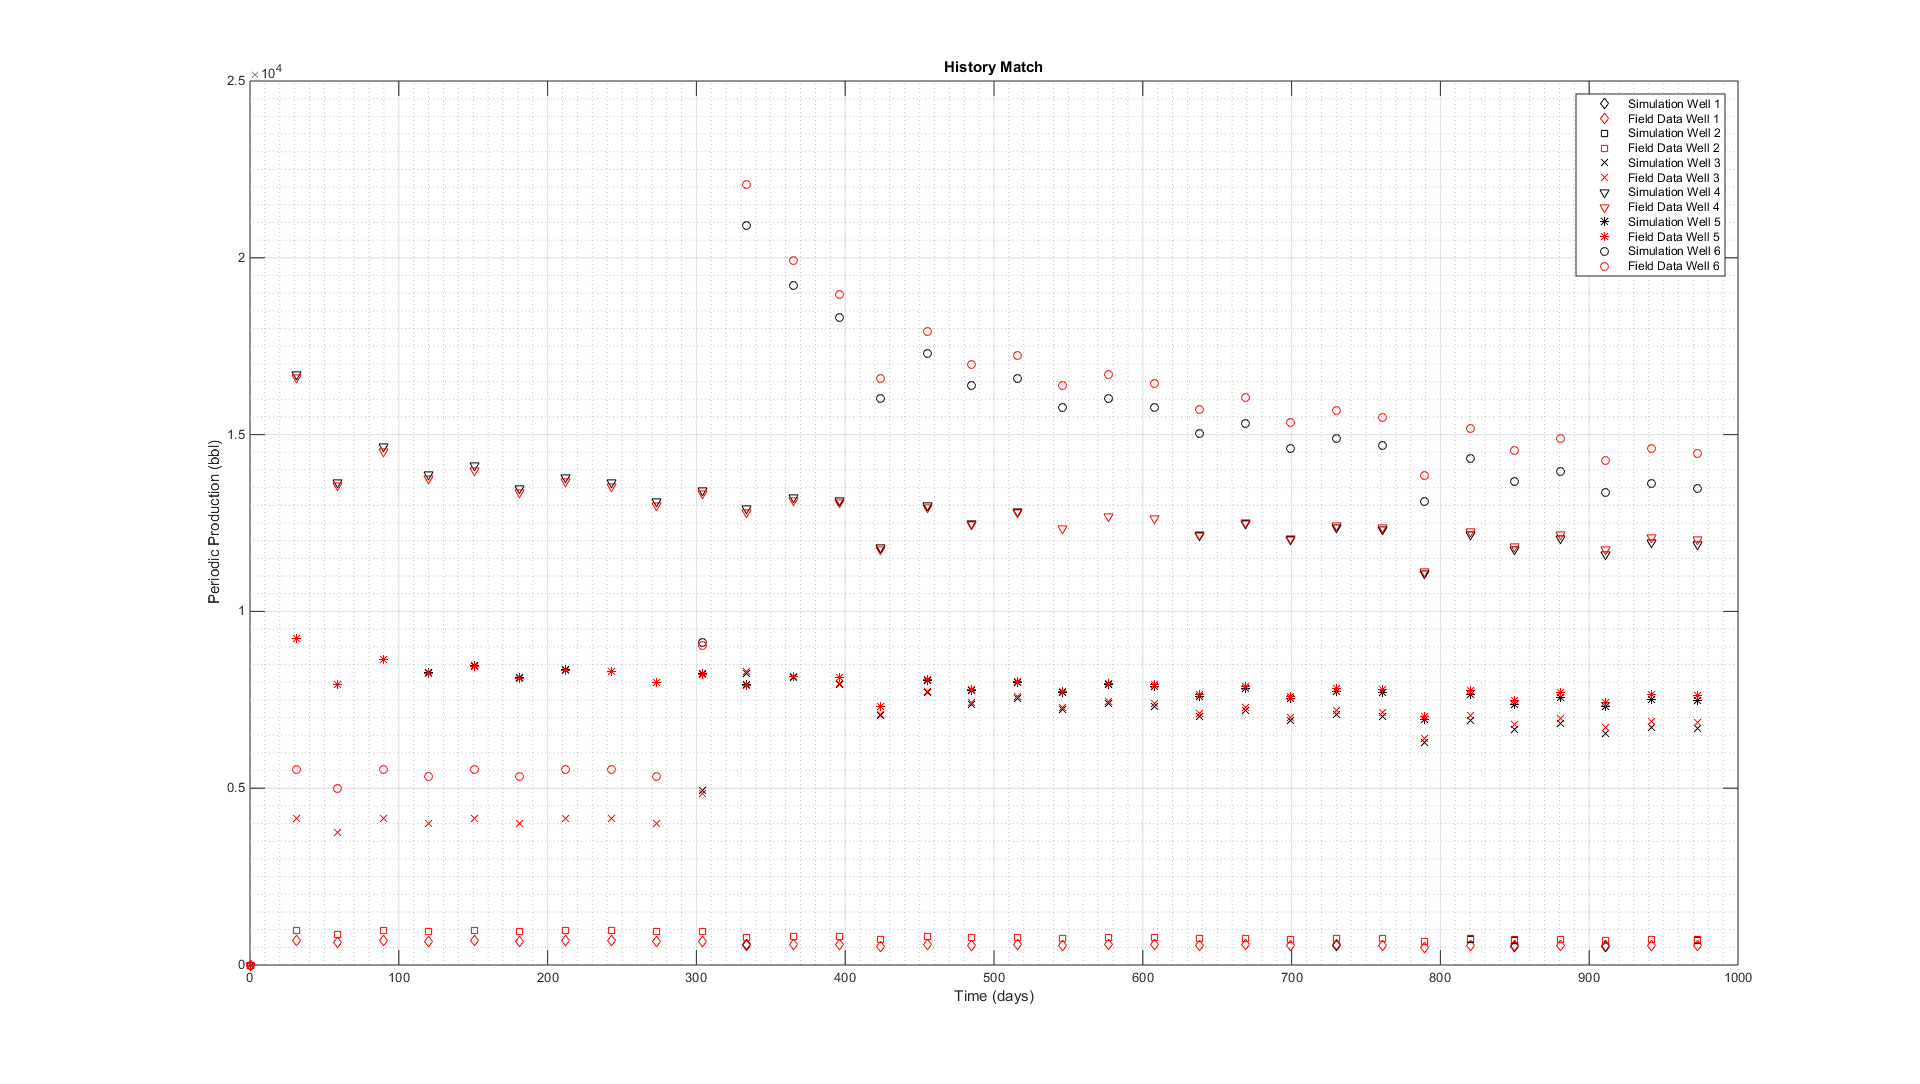 History Match
×10^4
2.5
2
1.5
1
0.5
0
Periodic Production (bbl)
0 100 200 300 400 500 600 700 800 900 1000
Time (days)
Simulation Well 1
Field Data Well 1
Simulation Well 2
Field Data Well 2
Simulation Well 3
Field Data Well 3
Simulation Well 4
Field Data Well 4
Simulation Well 5
Field Data Well 5
Simulation Well 6
Field Data Well 6